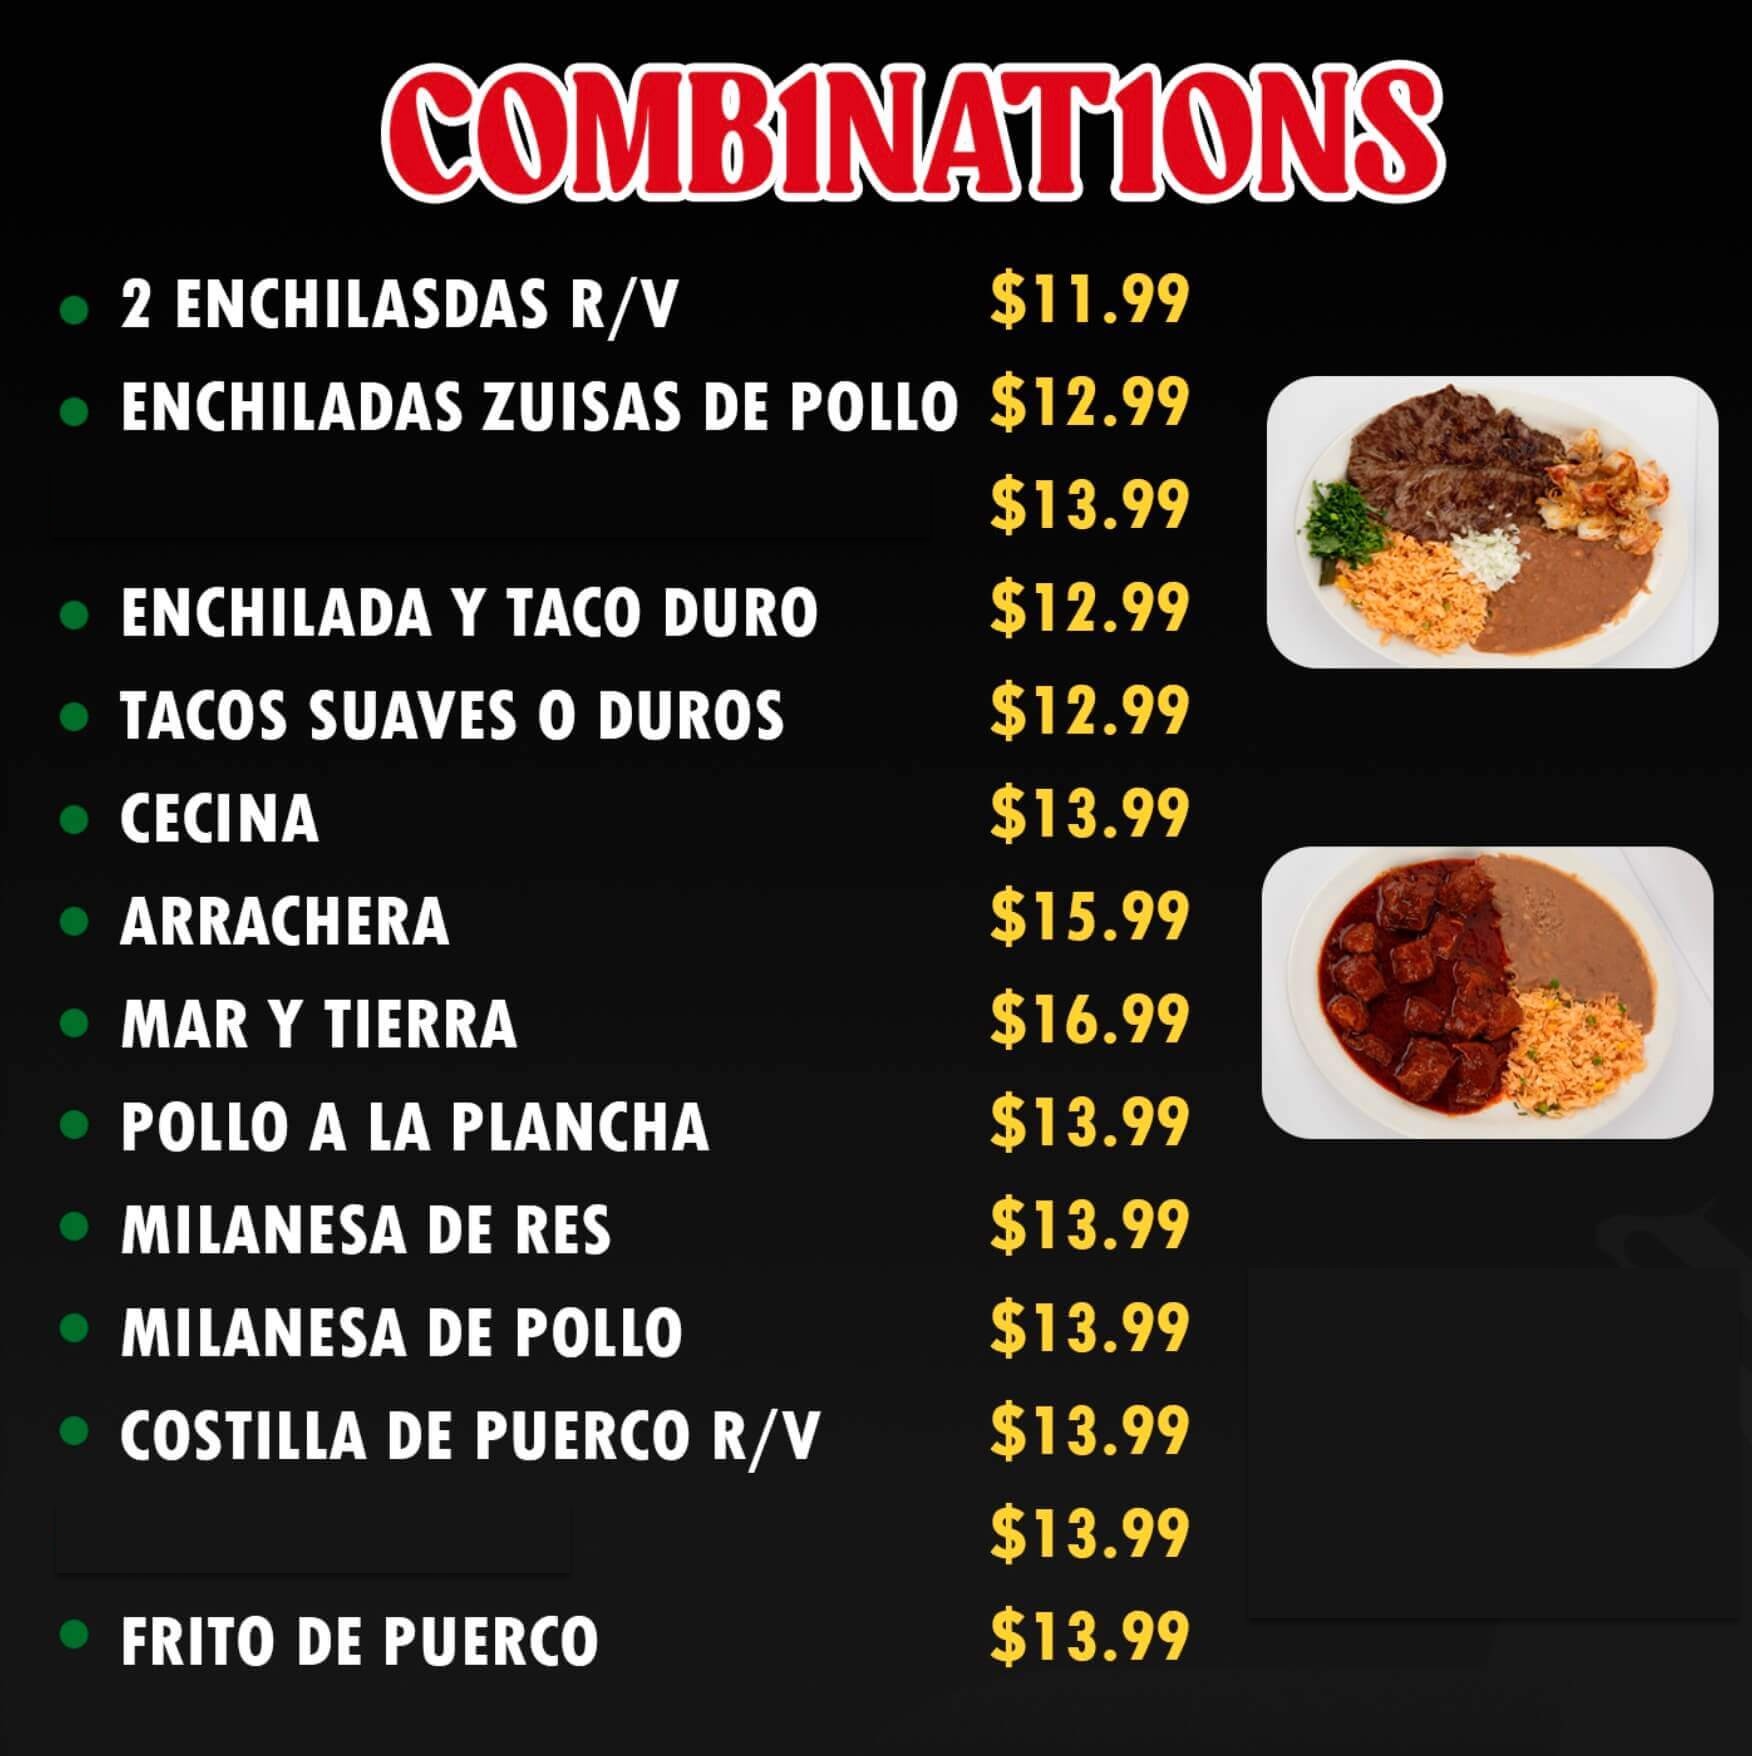 COMB1NAT1ONS
2 ENCHILASDAS R/V $11.99
ENCHILADAS ZUISAS DE POLLO $12.99
$13.99
ENCHILADA Y TACO DURO $12.99
TACOS SUAVES O DUROS $12.99
CECINA $13.99
ARRACHERA $15.99
MAR Y TIERRA $16.99
POLLO A LA PLANCHA $13.99
MILANESA DE RES $13.99
MILANESA DE POLLO $13.99
COSTILLA DE PUERCO R/V $13.99
$13.99
FRITO DE PUERCO $13.99